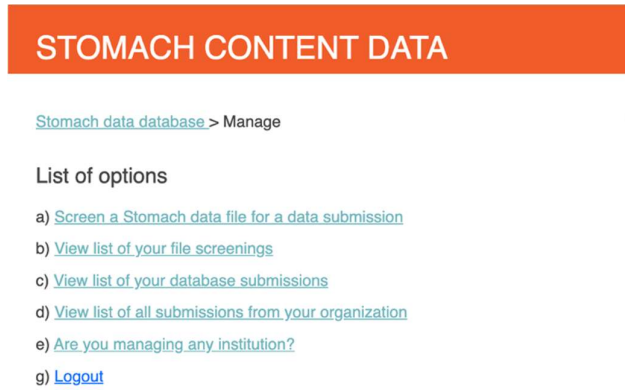 STOMACH CONTENT DATA
Stomach data database > Manage
List of options
a) Screen a Stomach data file for a data submission
b) View list of your file screenings
c) View list of your database submissions
d) View list of all submissions from your organization
e) Are you managing any institution?
g) Logout